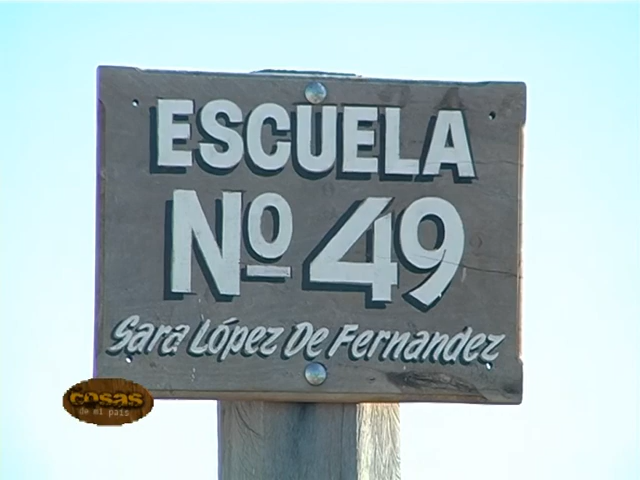 ESCUELA
Nº 49
Sara López De Fernandez
cosas
de mi país